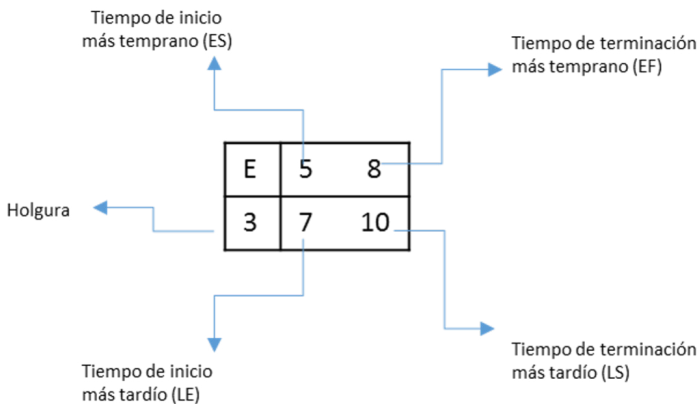 Tiempo de inicio
más temprano (ES)
Tiempo de terminación
más temprano (EF)
E 5 8
Holgura
3 7 10
Tiempo de inicio
más tardío (LE)
Tiempo de terminación
más tardío (LS)